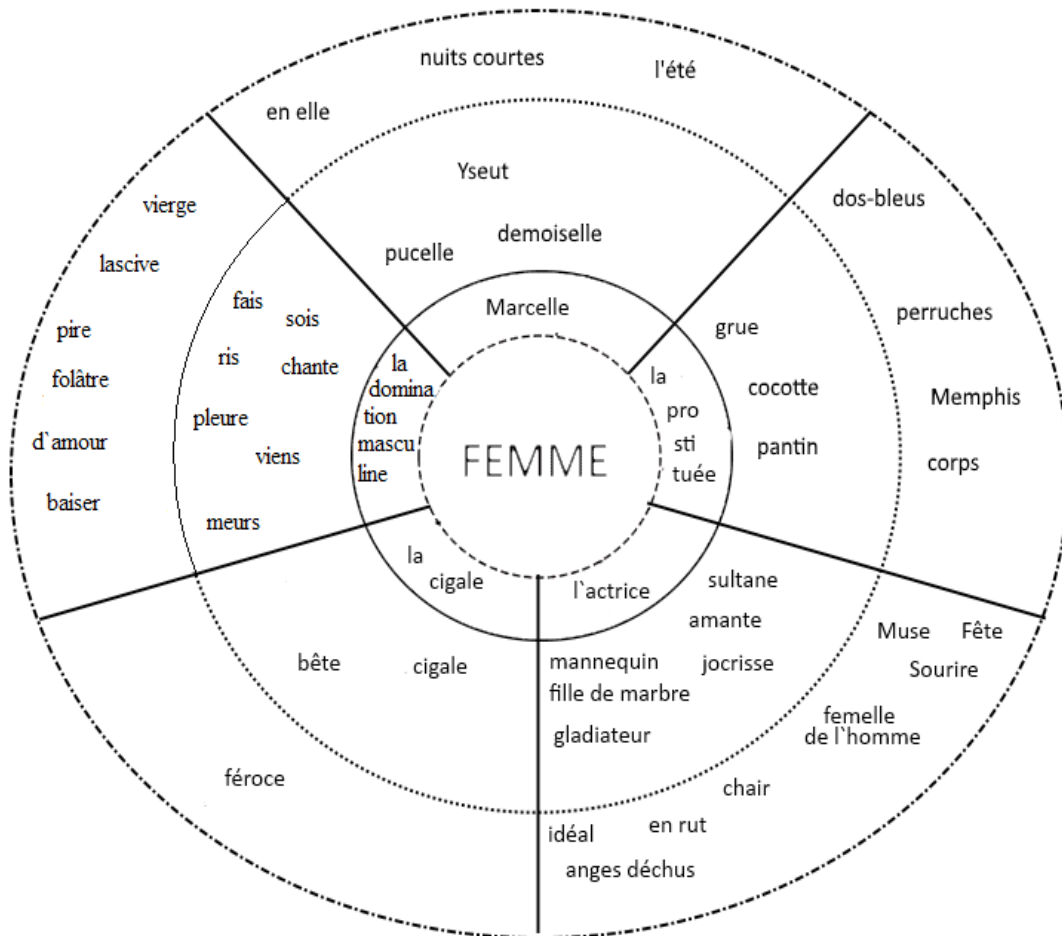 nuits courtes
l'été
en elle
Yseut
demoiselle
pucelle
Marcelle
dos-bleus
perruches
Memphis
corps
grue
cocotte
pantin
la
pro
sti
tuée
vierge
lascive
pire
folâtre
d`amour
baiser
fais
sois
ris
chante
pleure
viens
meurs
la
domina
tion
mascu
line
FEMME
la
cigale
bête
cigale
féroce
l`actrice
sultane
amante
mannequin
jocrisse
fille de marbre
gladiateur
Muse
Fête
Sourire
femelle
de l`homme
chair
en rut
idéal
anges déchus